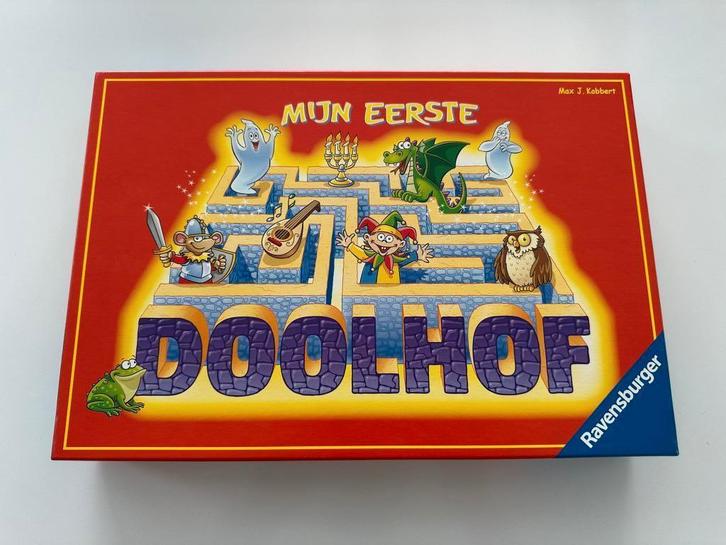 Max J. Kobbert
MIJN EERSTE
DOOLHOF
Ravensburger